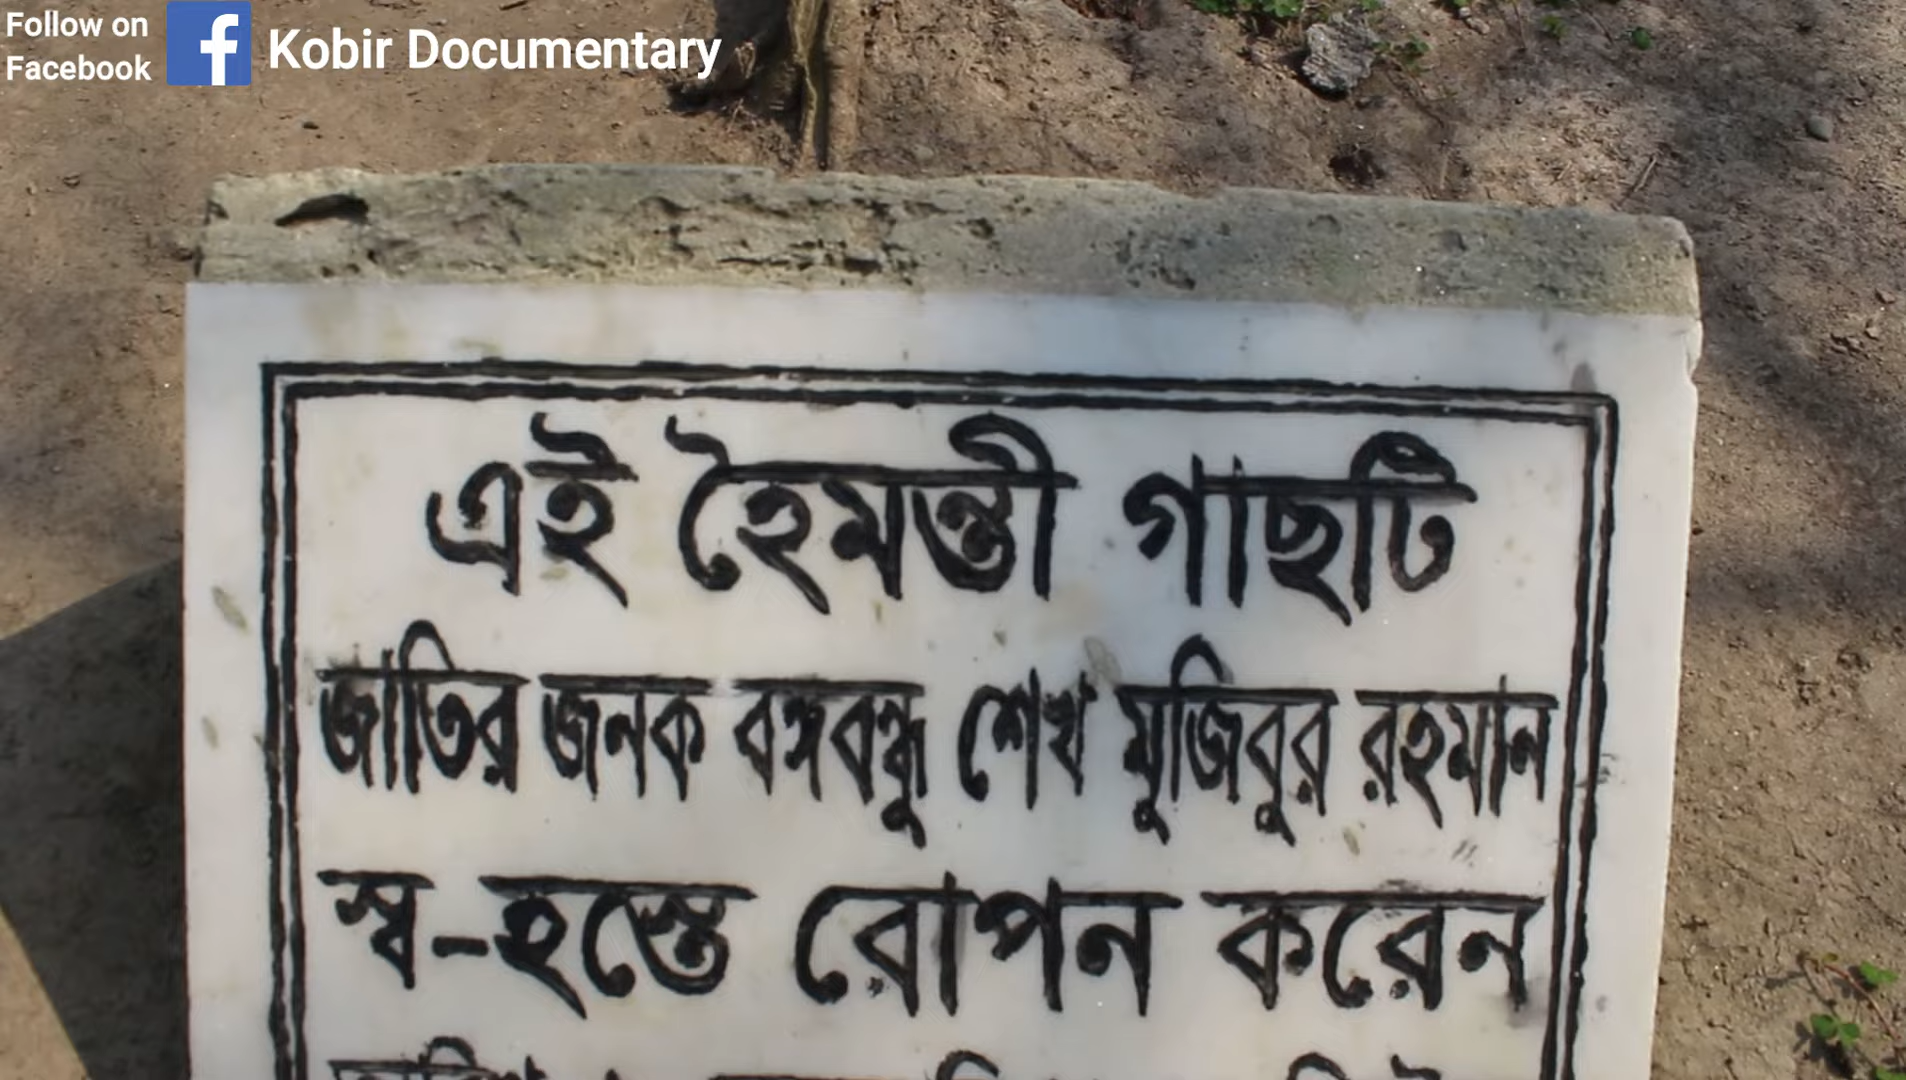 Follow on
Facebook
Kobir Documentary
এই হৈমন্তী গাছটি
জাতির জনক বঙ্গবন্ধু শেখ মুজিবুর রহমান
স্ব-হস্তে রোপন করেন